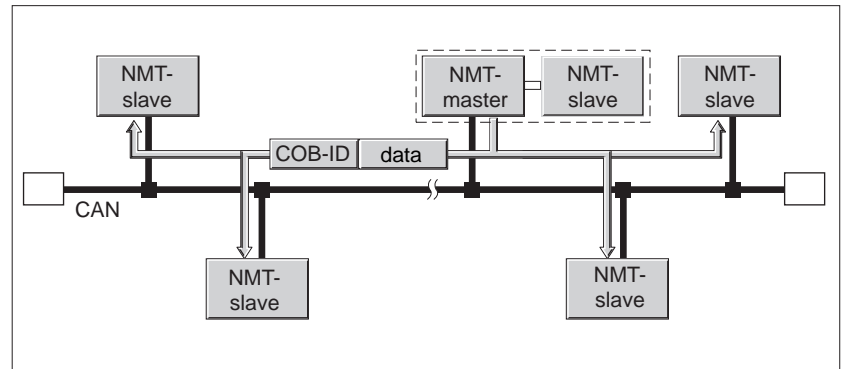 NMT-
slave
NMT-
master
NMT-
slave
NMT-
slave
COB-ID
data
CAN
NMT-
slave
NMT-
slave